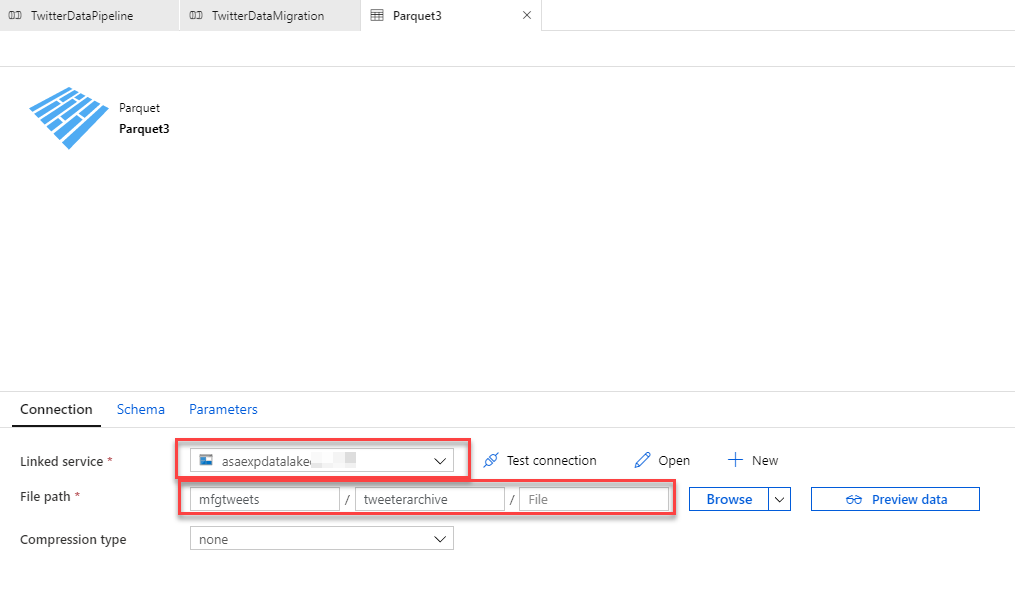 TwitterDataPipeline
TwitterDataMigration
Parquet3
Parquet
Parquet3
Connection Schema Parameters
Linked service * asaexpdatalake Test connection Open New
File path * mfgtweets / tweeterarchive / File Browse Preview data
Compression type none